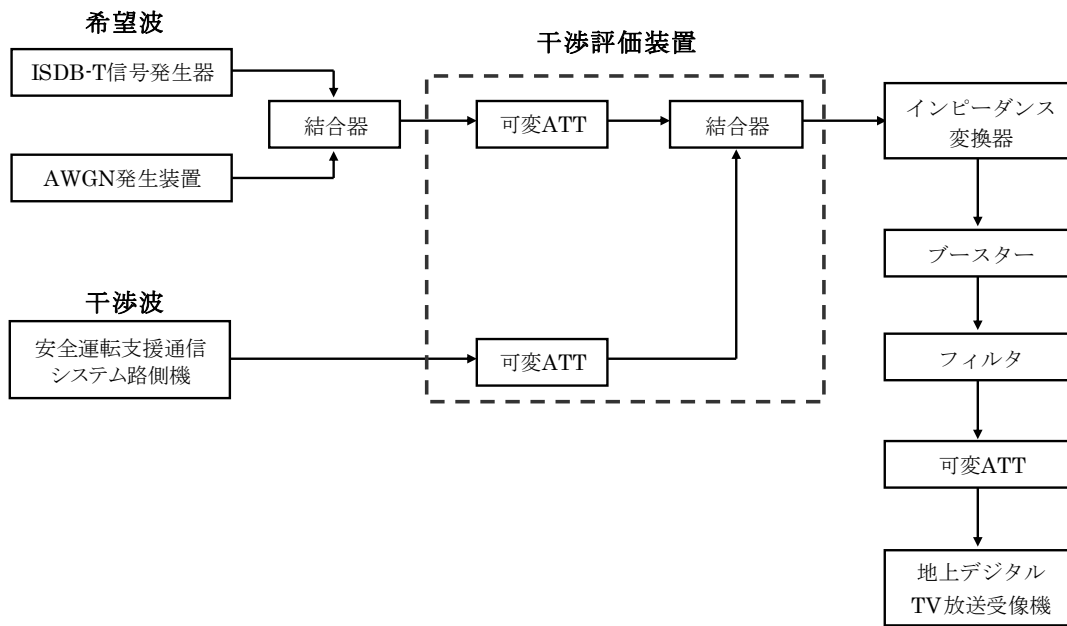 希望波
ISDB-T信号発生器
結合器
AWGN発生装置
干渉評価装置
可変ATT
結合器
干渉波
安全運転支援通信
システム路側機
可変ATT
インピーダンス
変換器
ブースター
フィルタ
可変ATT
地上デジタル
TV放送受像機